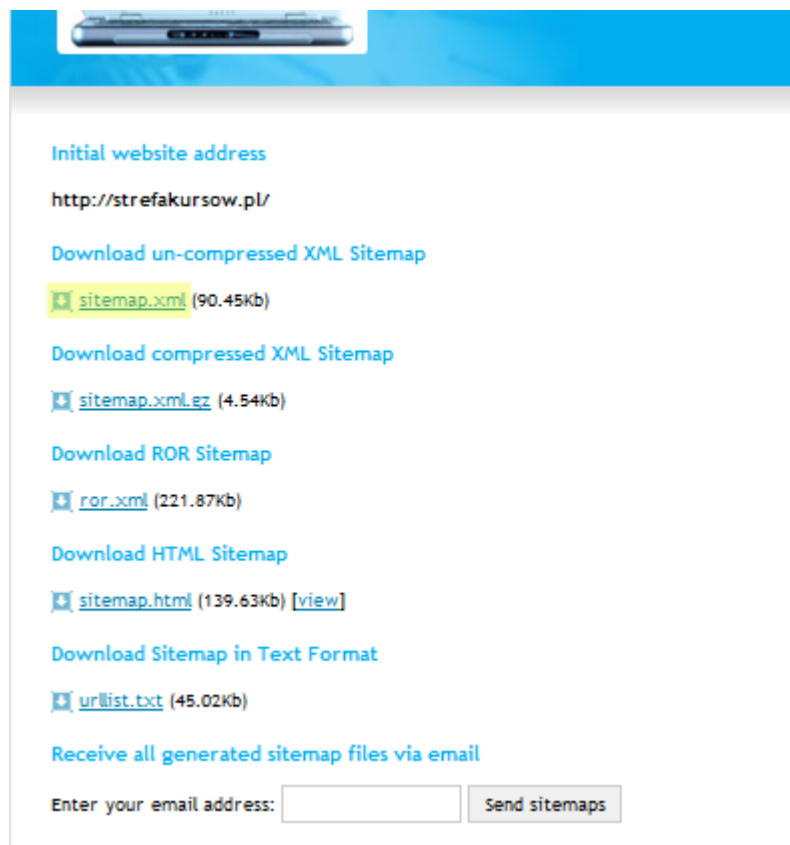 Initial website address
http://strefakursow.pl/
Download un-compressed XML Sitemap
sitemap.xml (90.45Kb)
Download compressed XML Sitemap
sitemap.xml.gz (4.54Kb)
Download ROR Sitemap
ror.xml (221.87Kb)
Download HTML Sitemap
sitemap.html (139.63Kb) [view]
Download Sitemap in Text Format
urllist.txt (45.02Kb)
Receive all generated sitemap files via email
Enter your email address: Send sitemaps